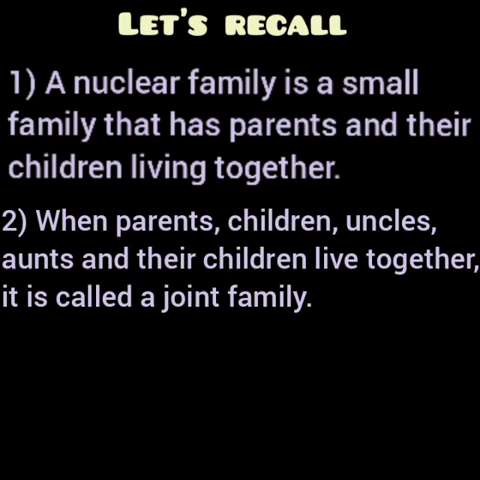 LET'S RECALL
1) A nuclear family is a small
family that has parents and their
children living together.
2) When parents, children, uncles,
aunts and their children live together,
it is called a joint family.